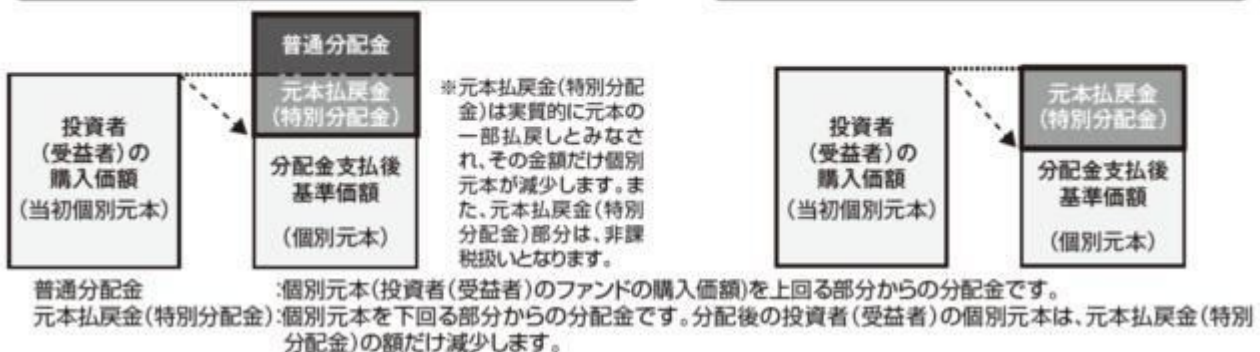 普通分配金
元本払戻金
(特別分配金)
投資者
(受益者)の
購入価額
(当初個別元本)
分配金支払後
基準価額
(個別元本)
※元本払戻金(特別分配
金)は実質的に元本の
一部払戻しとみなさ
れ、その金額だけ個別
元本が減少します。ま
た、元本払戻金(特別
分配金)部分は、非課
税扱いとなります。
投資者
(受益者)の
購入価額
(当初個別元本)
元本払戻金
(特別分配金)
分配金支払後
基準価額
(個別元本)
普通分配金 :個別元本(投資者(受益者)のファンドの購入価額)を上回る部分からの分配金です。
元本払戻金(特別分配金):個別元本を下回る部分からの分配金です。分配後の投資者(受益者)の個別元本は、元本払戻金(特別
分配金)の額だけ減少します。